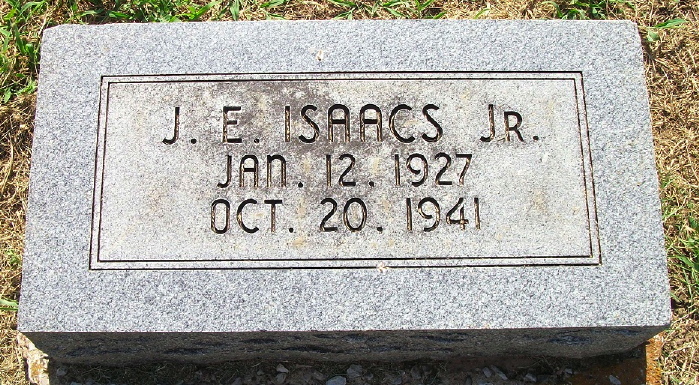 J. E. ISAACS JR.
JAN. 12. 1927
OCT. 20. 1941